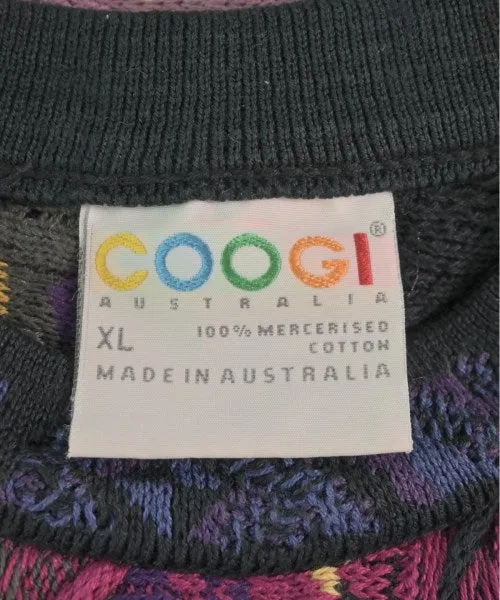 COOGI®
AUSTRALIA
XL 100% MERCERISED
COTTON
MADE IN AUSTRALIA